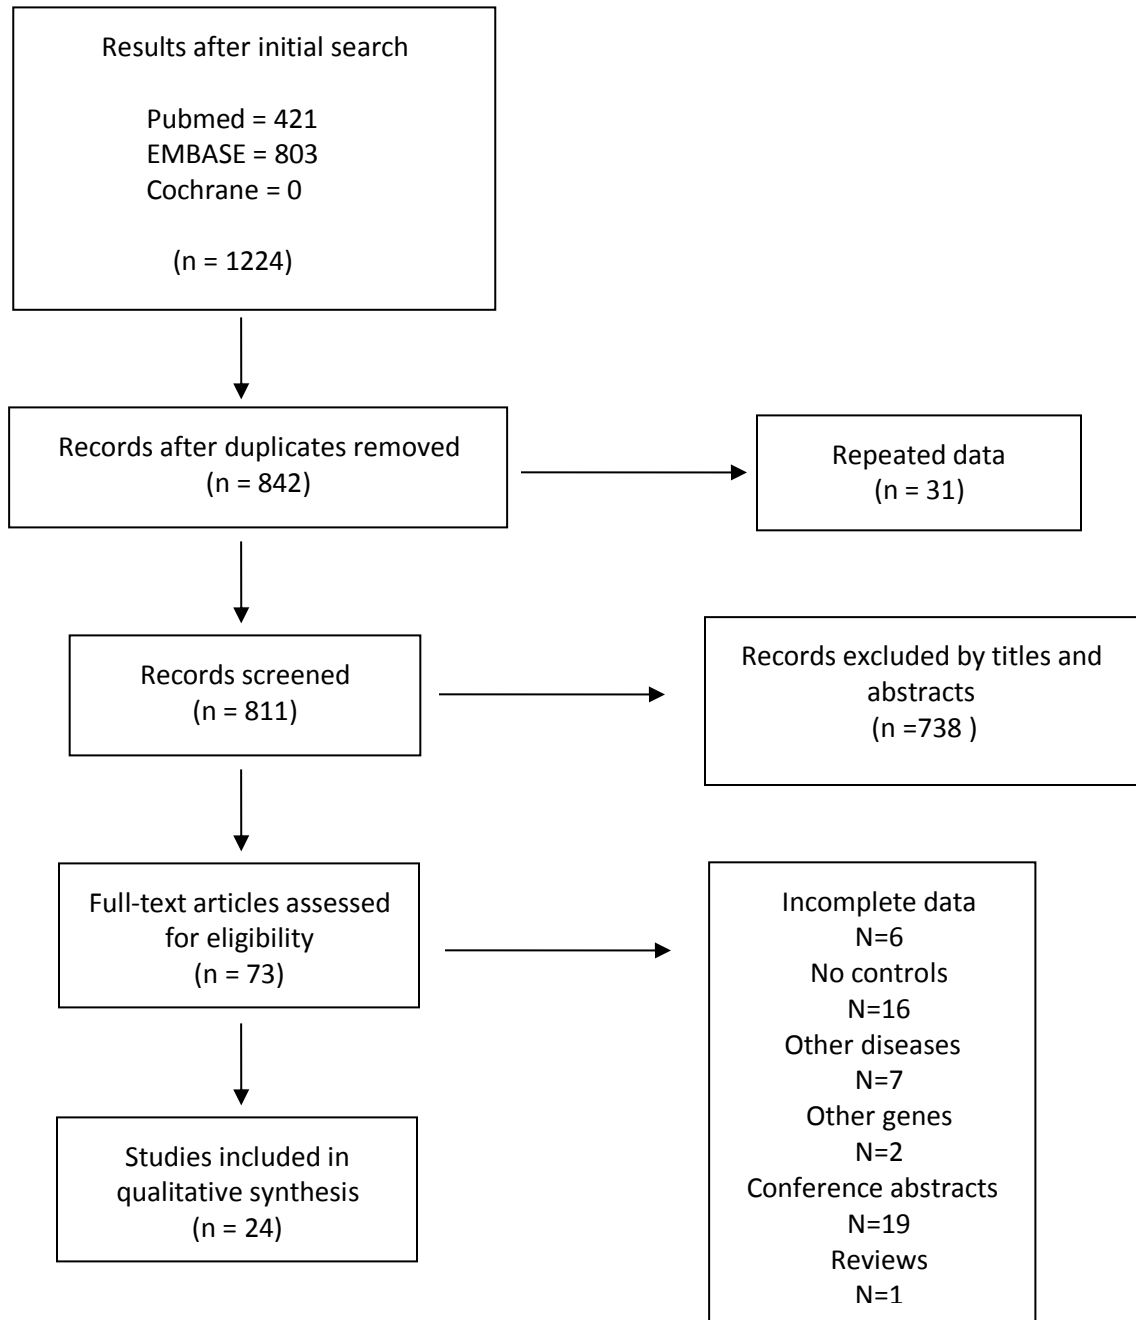 Results after initial search
Pubmed = 421
EMBASE = 803
Cochrane = 0
(n = 1224)
Records after duplicates removed
(n = 842)
Repeated data
(n = 31)
Records screened
(n = 811)
Records excluded by titles and
abstracts
(n =738 )
Full-text articles assessed
for eligibility
(n = 73)
Incomplete data
N=6
No controls
N=16
Other diseases
N=7
Other genes
N=2
Conference abstracts
N=19
Reviews
N=1
Studies included in
qualitative synthesis
(n = 24)